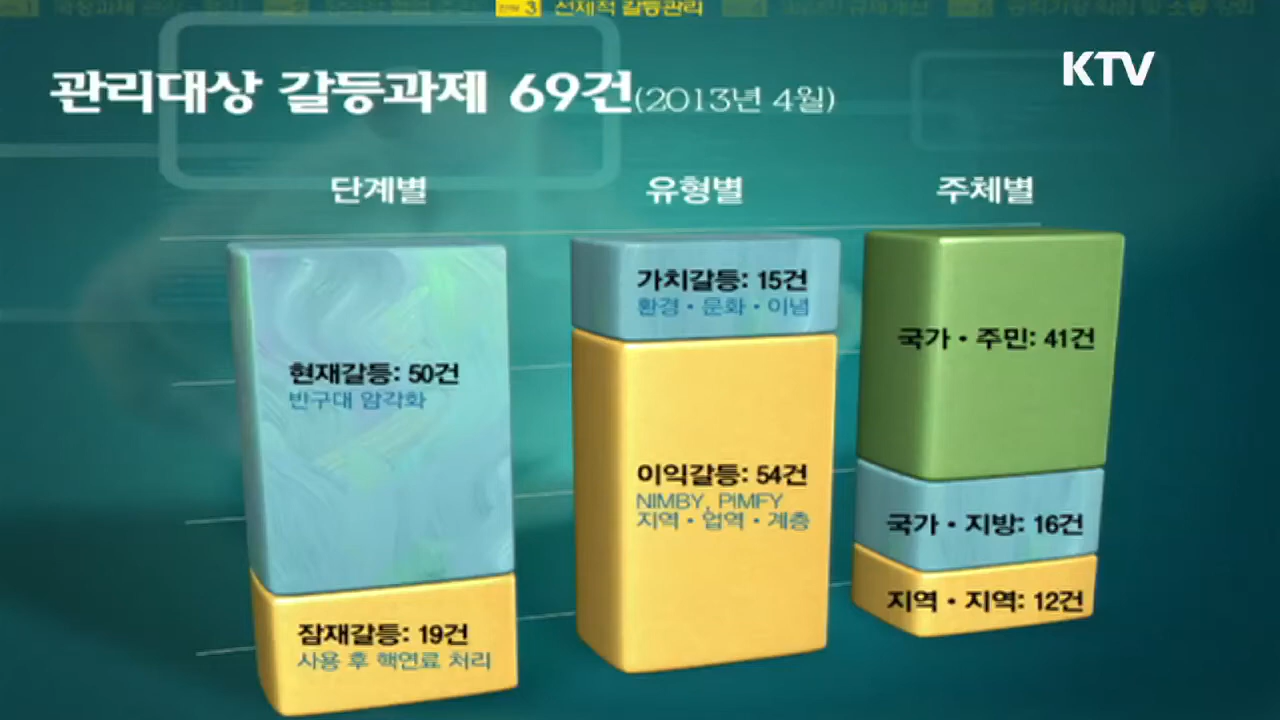 3 선제적 갈등관리
KTV
관리대상 갈등과제 69건(2013년 4월)
단계별
유형별
주체별
현재갈등: 50건
반구대 암각화
잠재갈등: 19건
사용 후 핵연료 처리
가치갈등: 15건
환경·문화·이념
이익갈등: 54건
NIMBY, PIMFY
지역·업역·계층
국가·주민: 41건
국가·지방: 16건
지역·지역: 12건